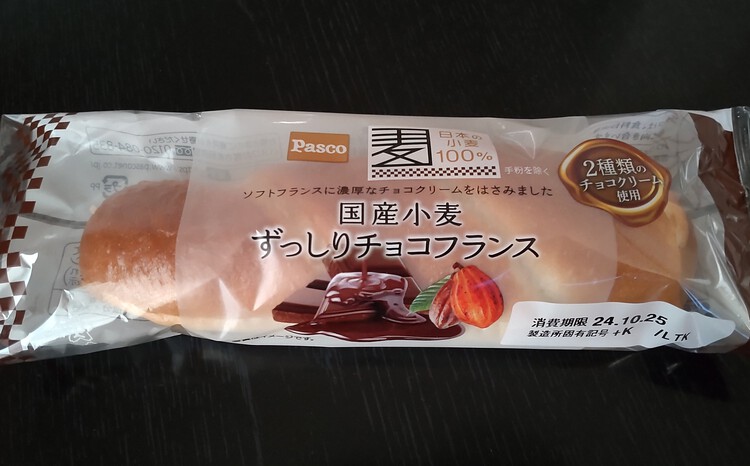 Pasco
麦
日本の
小麦
100%
手粉を除く
2種類の
チョコクリーム
使用
ソフトフランスに濃厚なチョコクリームをはさみました
国産小麦
ずっしりチョコフランス
消費期限 24.10.25
製造所固有記号 +K /LTK